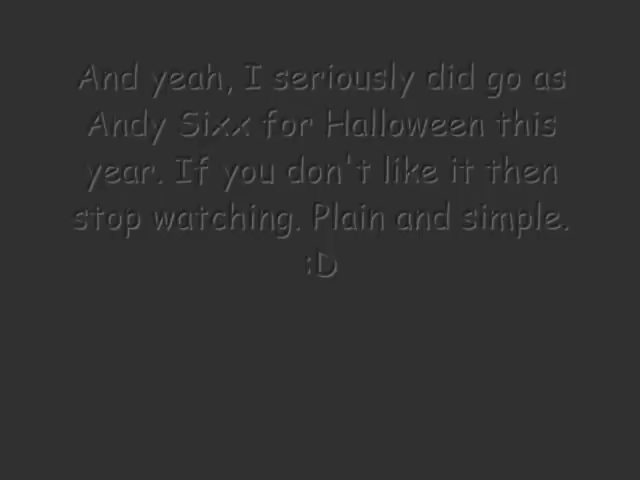 And yeah, I seriously did go as
Andy Sixx for Halloween this
year. If you don't like it then
stop watching. Plain and simple.
:D